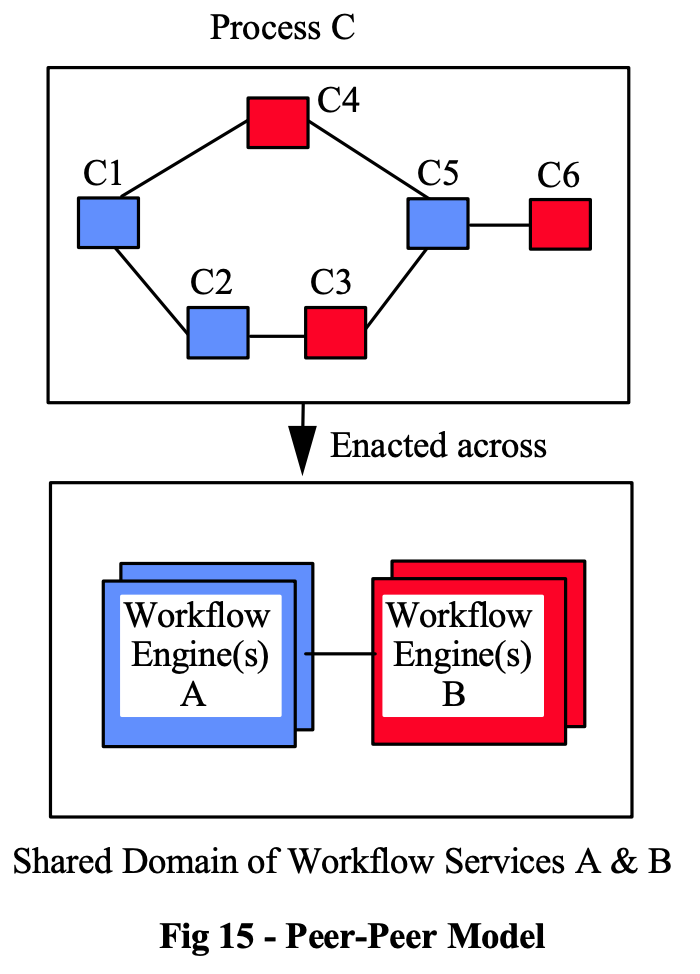 Process C
C4
C1
C5
C6
C2
C3
Enacted across
Workflow
Engine(s)
A
Workflow
Engine(s)
B
Shared Domain of Workflow Services A & B
Fig 15 - Peer-Peer Model